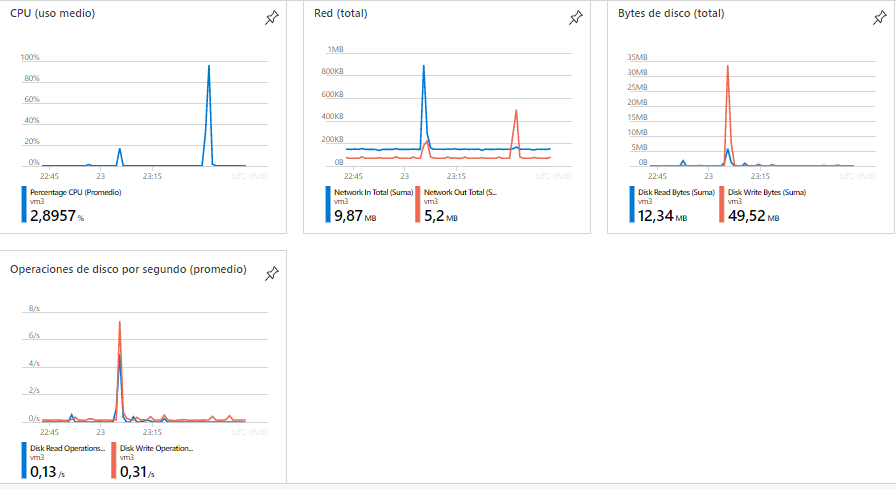 CPU (uso medio)
100%
80%
60%
40%
20%
0%
22:45 23 23:15 UTC-05:00
Percentage CPU (Promedio)
vm3
2,8957 %
Red (total)
1MB
800KB
600KB
400KB
200KB
0B
22:45 23 23:15 UTC-05:00
Network In Total (Suma)
vm3
9,87 MB
Network Out Total (S...
vm3
5,2 MB
Bytes de disco (total)
35MB
30MB
25MB
20MB
15MB
10MB
5MB
0B
22:45 23 23:15 UTC-05:00
Disk Read Bytes (Suma)
vm3
12,34 MB
Disk Write Bytes (Suma)
vm3
49,52 MB
Operaciones de disco por segundo (promedio)
8/s
6/s
4/s
2/s
0/s
22:45 23 23:15 UTC-05:00
Disk Read Operations...
vm3
0,13 /s
Disk Write Operation...
vm3
0,31 /s